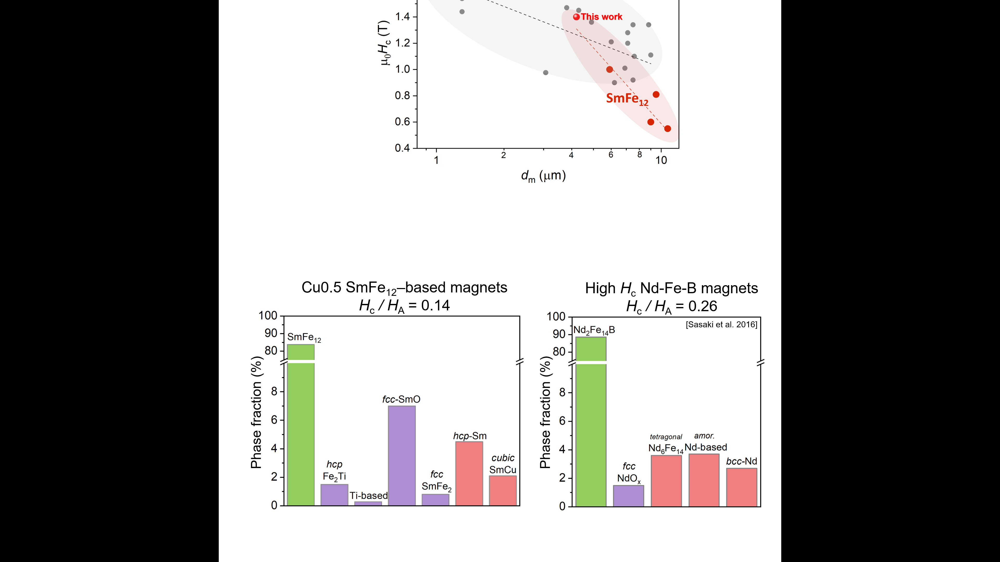 1.4
This work
1.2
1.0
0.8
SmFe₁₂
0.6
0.4
μ₀Hc (T)
1
2
4
6
8
10
dm (μm)
Cu0.5 SmFe₁₂–based magnets
Hc / HA = 0.14
100
90
80
8
6
4
2
0
Phase fraction (%)
SmFe₁₂
hcp
Fe₂Ti
Ti-based
fcc-SmO
fcc
SmFe₂
hcp-Sm
cubic
SmCu
High Hc Nd-Fe-B magnets
Hc / HA = 0.26
[Sasaki et al. 2016]
100
90
80
8
6
4
2
0
Phase fraction (%)
Nd₂Fe₁₄B
fcc
NdOₓ
tetragonal
Nd₆Fe₁₄
amor.
Nd-based
bcc-Nd